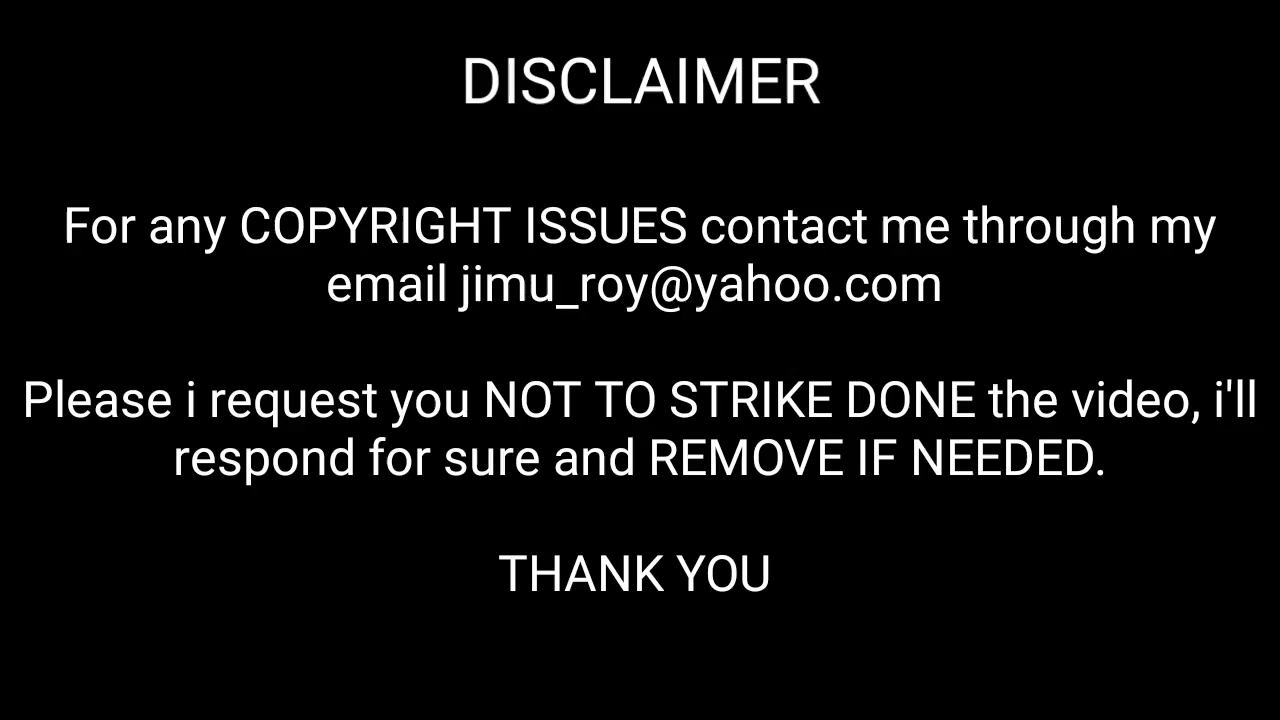 DISCLAIMER
For any COPYRIGHT ISSUES contact me through my
email jimu_roy@yahoo.com
Please i request you NOT TO STRIKE DONE the video, i'll
respond for sure and REMOVE IF NEEDED.
THANK YOU